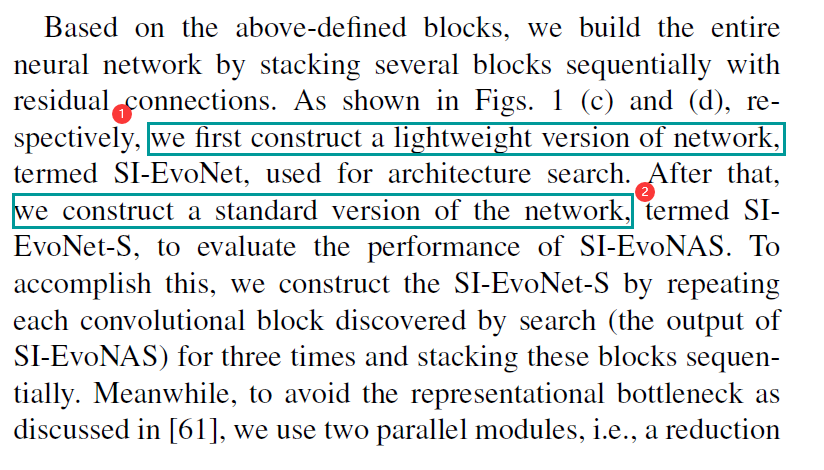 Based on the above-defined blocks, we build the entire
neural network by stacking several blocks sequentially with
residual connections. As shown in Figs. 1 (c) and (d), re-
1
spectively, we first construct a lightweight version of network,
termed SI-EvoNet, used for architecture search. After that,
2
we construct a standard version of the network, termed SI-
EvoNet-S, to evaluate the performance of SI-EvoNAS. To
accomplish this, we construct the SI-EvoNet-S by repeating
each convolutional block discovered by search (the output of
SI-EvoNAS) for three times and stacking these blocks sequen-
tially. Meanwhile, to avoid the representational bottleneck as
discussed in [61], we use two parallel modules, i.e., a reduction